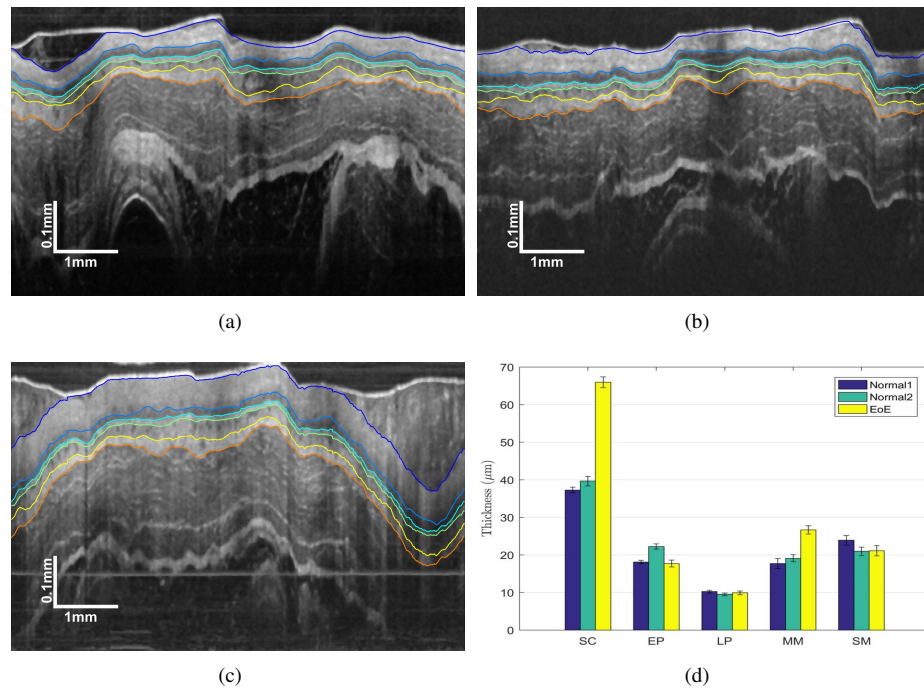 0.1mm
1mm
(a)
0.1mm
1mm
(b)
0.1mm
1mm
(c)
70
60
50
40
30
20
10
0
Thickness (μm)
Normal1
Normal2
EoE
SC EP LP MM SM
(d)